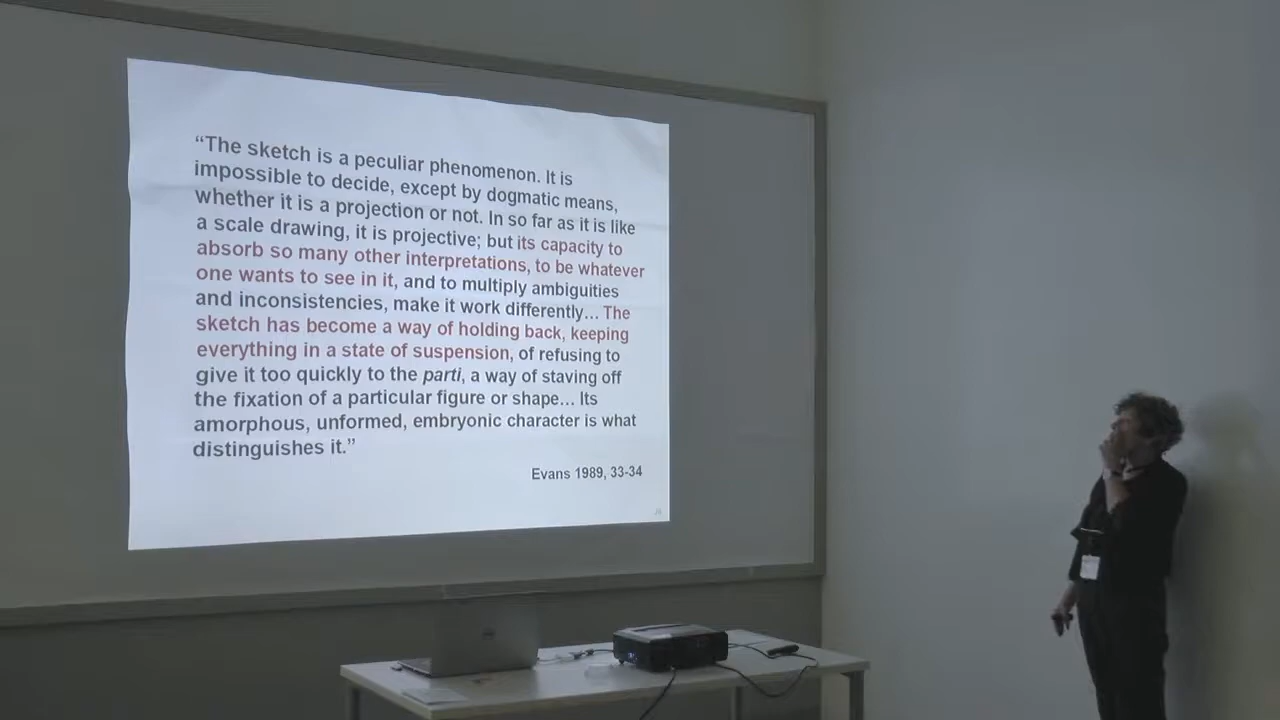 “The sketch is a peculiar phenomenon. It is
impossible to decide, except by dogmatic means,
whether it is a projection or not. In so far as it is like
a scale drawing, it is projective; but its capacity to
absorb so many other interpretations, to be whatever
one wants to see in it, and to multiply ambiguities
and inconsistencies, make it work differently… The
sketch has become a way of holding back, keeping
everything in a state of suspension, of refusing to
give it too quickly to the parti, a way of staving off
the fixation of a particular figure or shape… Its
amorphous, unformed, embryonic character is what
distinguishes it.”
Evans 1989, 33-34